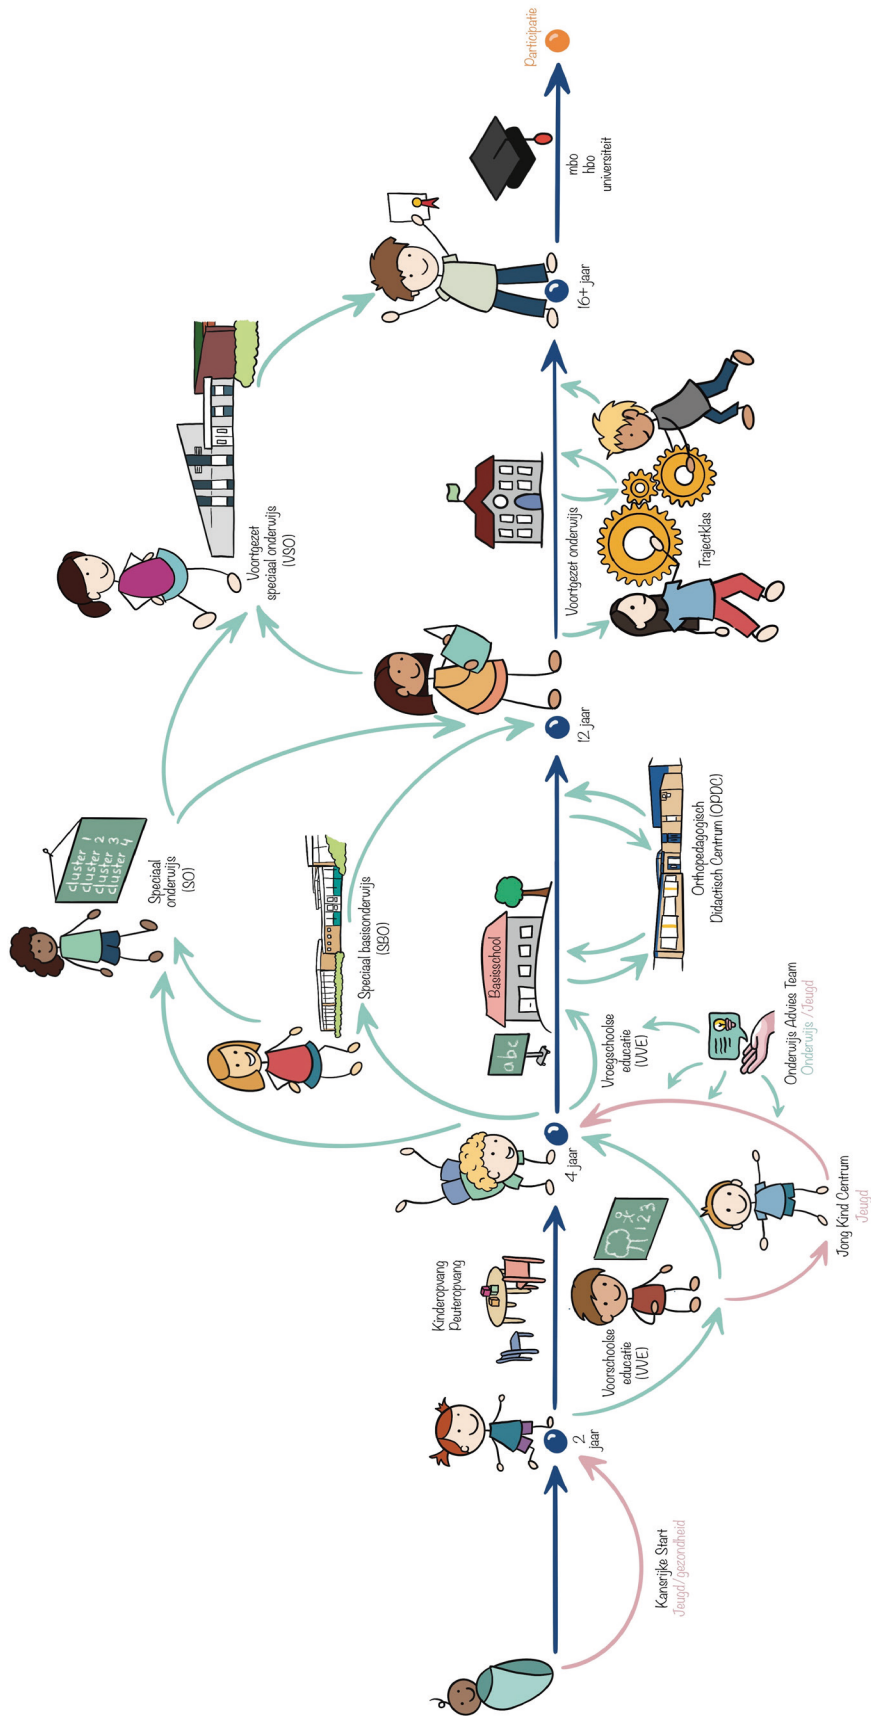 Kansrijke Start
Jeugd/gezondheid
2
jaar
Kinderopvang
Peuteropvang
Voorschoolse
educatie
(VVE)
123
Jong Kind Centrum
Jeugd
4 jaar
Onderwijs Advies Team
Onderwijs /Jeugd
Vroegschoolse
educatie
(VVE)
abc
Basisschool
Speciaal basisonderwijs
(SBO)
Speciaal
onderwijs
(SO)
cluster 1
cluster 2
cluster 3
cluster 4
Orthopedagogisch
Didactisch Centrum (OPDC)
12 jaar
Voortgezet
speciaal onderwijs
(VSO)
Voortgezet onderwijs
Trajectklas
16+ jaar
mbo
hbo
universiteit
Participatie